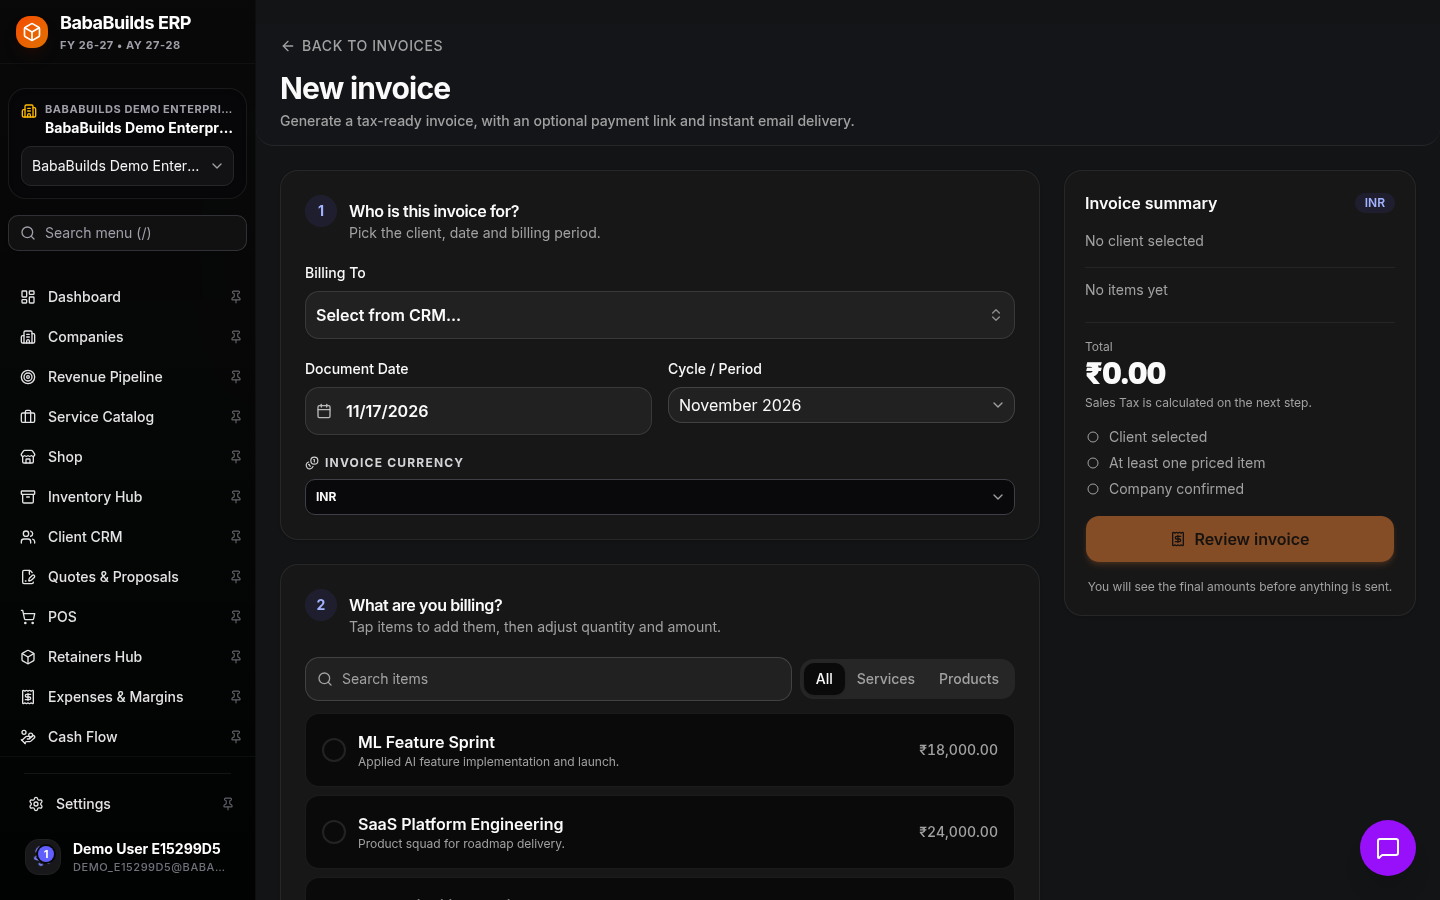 BabaBuilds ERP
FY 26-27 • AY 27-28
BABABUILDS DEMO ENTERPRI...
BabaBuilds Demo Enterpr...
BabaBuilds Demo Enter...
Search menu (/)
Dashboard
Companies
Revenue Pipeline
Service Catalog
Shop
Inventory Hub
Client CRM
Quotes & Proposals
POS
Retainers Hub
Expenses & Margins
Cash Flow
Settings
1
Demo User E15299D5
DEMO_E15299D5@BABA...
BACK TO INVOICES
New invoice
Generate a tax-ready invoice, with an optional payment link and instant email delivery.
1
Who is this invoice for?
Pick the client, date and billing period.
Billing To
Select from CRM...
Document Date
Cycle / Period
11/17/2026
November 2026
INVOICE CURRENCY
INR
2
What are you billing?
Tap items to add them, then adjust quantity and amount.
Search items
All
Services
Products
ML Feature Sprint
Applied AI feature implementation and launch.
₹18,000.00
SaaS Platform Engineering
Product squad for roadmap delivery.
₹24,000.00
Invoice summary
INR
No client selected
No items yet
Total
₹0.00
Sales Tax is calculated on the next step.
Client selected
At least one priced item
Company confirmed
Review invoice
You will see the final amounts before anything is sent.